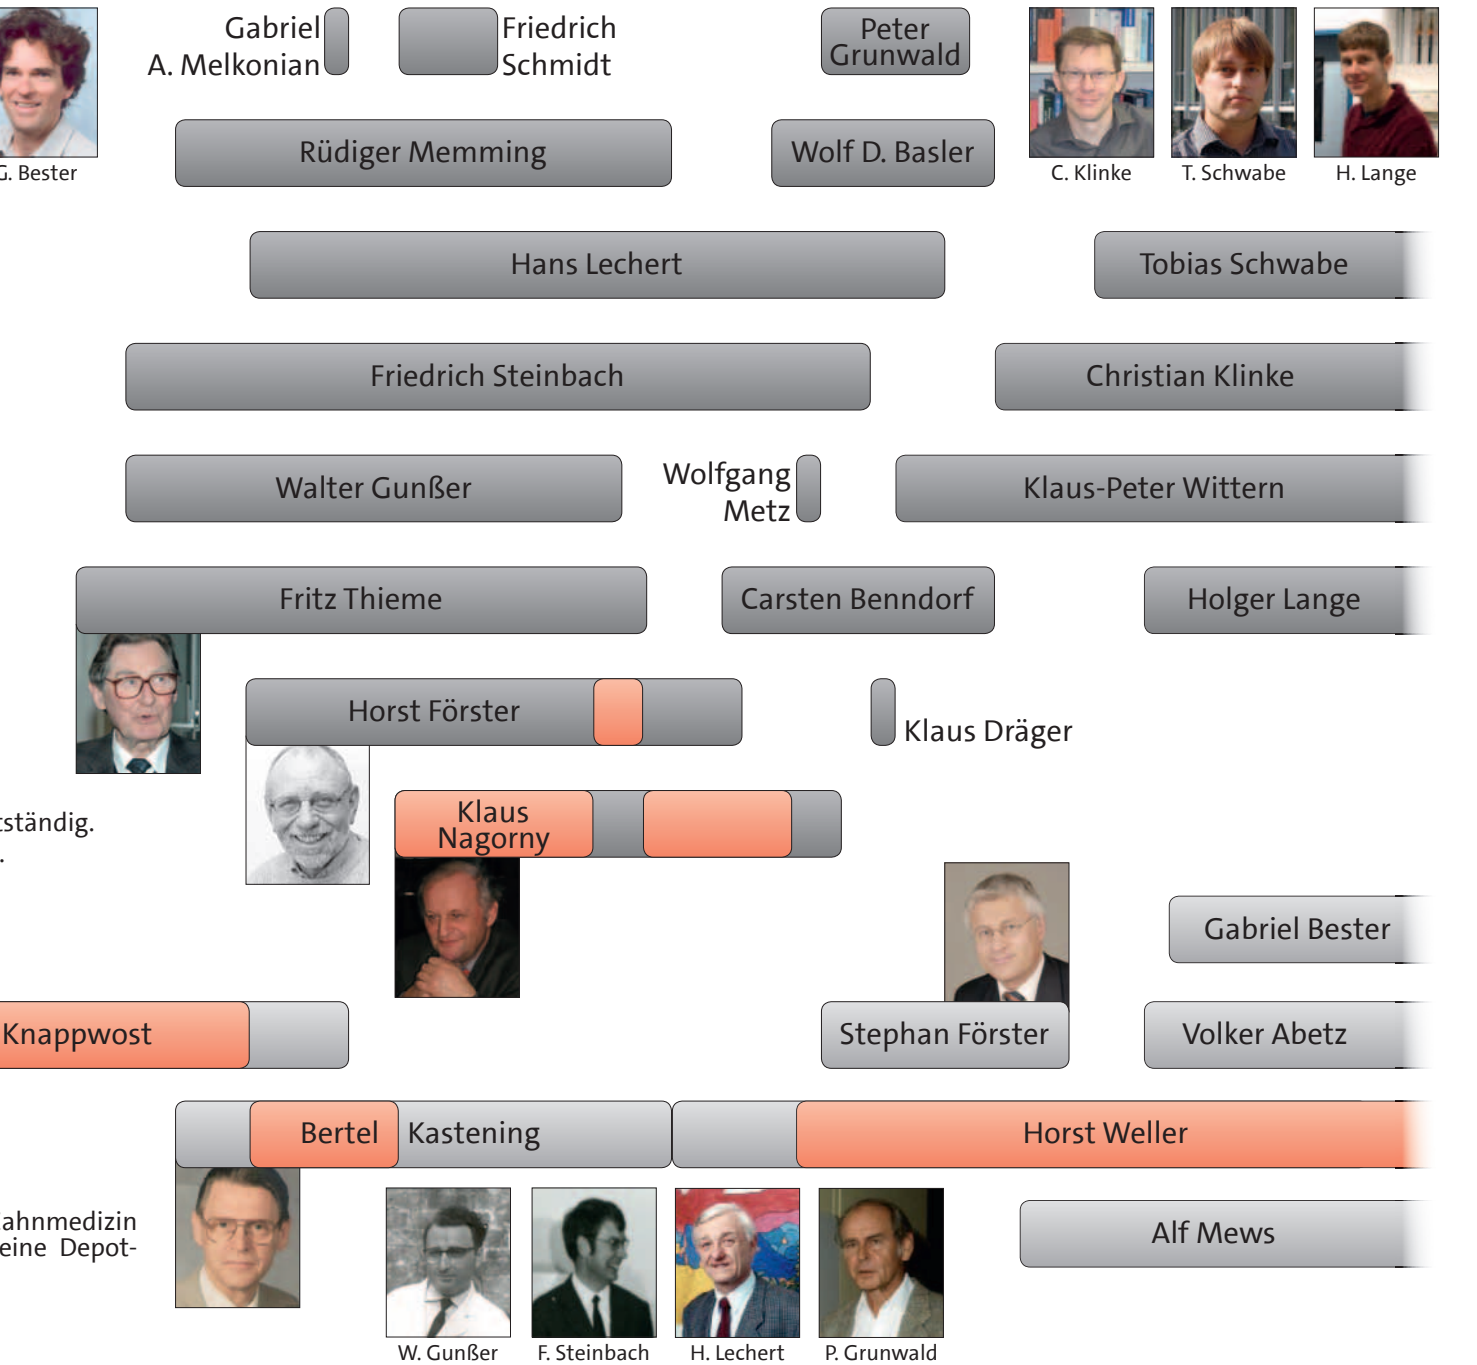 Gabriel
A. Melkonian
Friedrich
Schmidt
Peter
Grunwald
G. Bester
Rüdiger Memming
Wolf D. Basler
C. Klinke
T. Schwabe
H. Lange
Hans Lechert
Tobias Schwabe
Friedrich Steinbach
Christian Klinke
Walter Gunßer
Wolfgang
Metz
Klaus-Peter Wittern
Fritz Thieme
Carsten Benndorf
Holger Lange
Horst Förster
Klaus Dräger
Klaus
Nagorny
tständig.
.
Gabriel Bester
Knappwost
Stephan Förster
Volker Abetz
Bertel Kastening
Horst Weller
Zahnmedizin
eine Depot-
Alf Mews
W. Gunßer
F. Steinbach
H. Lechert
P. Grunwald